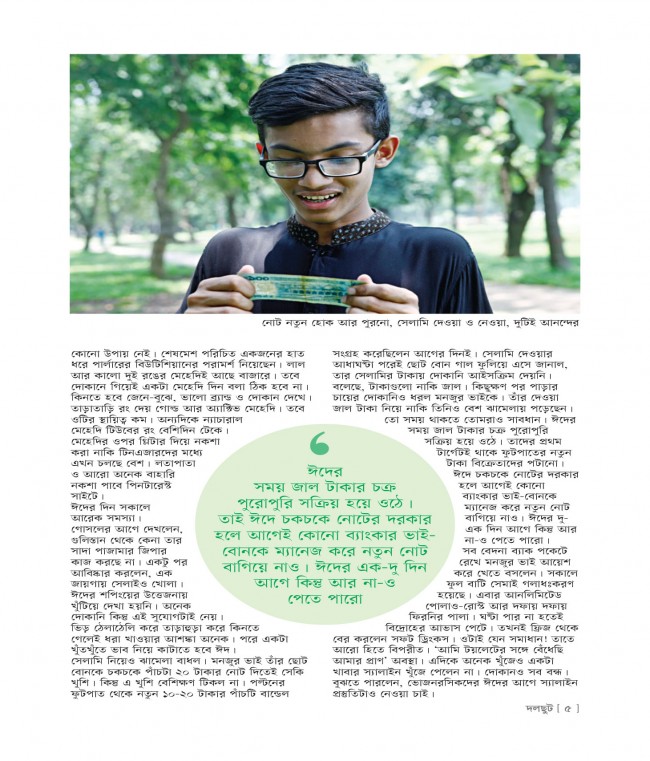 নোট নতুন হোক আর পুরনো, সেলামি দেওয়া ও নেওয়া, দুটিই আনন্দের
কোনো উপায় নেই। শেষমেশ পরিচিত একজনের হাত
ধরে পার্লারের বিউটিশিয়ানের পরামর্শ নিয়েছেন। লাল
আর কালো দুই রঙের মেহেদিই আছে বাজারে। তবে
দোকানে গিয়েই একটা মেহেদি দিন বলা ঠিক হবে না।
কিনতে হবে জেনে-বুঝে, ভালো ব্র্যান্ড ও দোকান দেখে।
তাড়াতাড়ি রং দেয় গোল্ড আর অ্যাক্টিভ মেহেদি। তবে
ওটির স্থায়িত্ব কম। অন্যদিকে ন্যাচারাল
মেহেদি টিউবের রং বেশিদিন টেকে।
মেহেদির ওপর গ্লিটার দিয়ে নকশা
করা নাকি টিনএজারদের মধ্যে
এখন চলছে বেশ। লতাপাতা
ও আরো অনেক বাহারি
নকশা পাবে পিনটারেস্ট
সাইটে।
ঈদের দিন সকালে
আরেক সমস্যা।
গোসলের আগে দেখলেন,
গুলিস্তান থেকে কেনা তার
সাদা পাজামার জিপার
কাজ করছে না। একটু পর
আবিষ্কার করলেন, এক
জায়গায় সেলাইও খোলা।
ঈদের শপিংয়ের উত্তেজনায়
খুঁটিয়ে দেখা হয়নি। অনেক
দোকানি কিন্তু এই সুযোগটাই নেয়।
ভিড় ঠেলাঠেলি করে তাড়াহুড়া করে কিনতে
গেলেই ধরা খাওয়ার আশঙ্কা অনেক। পরে একটা
খুঁতখুঁতে ভাব নিয়ে কাটাতে হবে ঈদ।
সেলামি নিয়েও ঝামেলা বাধল। মনজুর ভাই তাঁর ছোট
বোনকে চকচকে পাঁচটা ২০ টাকার নোট দিতেই সেকি
খুশি। কিন্তু এ খুশি বেশিক্ষণ টিকল না। পল্টনের
ফুটপাত থেকে নতুন ১০-২০ টাকার পাঁচটি বান্ডেল
ঈদের
সময় জাল টাকার চক্র
পুরোপুরি সক্রিয় হয়ে ওঠে।
তাই ঈদে চকচকে নোটের দরকার
হলে আগেই কোনো ব্যাংকার ভাই-
বোনকে ম্যানেজ করে নতুন নোট
বাগিয়ে নাও। ঈদের এক-দু দিন
আগে কিন্তু আর না-ও
পেতে পারো
সংগ্রহ করেছিলেন আগের দিনই। সেলামি দেওয়ার
আধাঘণ্টা পরেই ছোট বোন গাল ফুলিয়ে এসে জানাল,
তার সেলামির টাকায় দোকানি আইসক্রিম দেয়নি।
বলেছে, টাকাগুলো নাকি জাল। কিছুক্ষণ পর পাড়ার
চায়ের দোকানিও ধরল মনজুর ভাইকে। তাঁর দেওয়া
জাল টাকা নিয়ে নাকি তিনিও বেশ ঝামেলায় পড়েছেন।
তো সময় থাকতে তোমরাও সাবধান। ঈদের
সময় জাল টাকার চক্র পুরোপুরি
সক্রিয় হয়ে ওঠে। তাদের প্রথম
টার্গেটই থাকে ফুটপাতের নতুন
টাকা বিক্রেতাদের পটানো।
ঈদে চকচকে নোটের দরকার
হলে আগেই কোনো
ব্যাংকার ভাই-বোনকে
ম্যানেজ করে নতুন নোট
বাগিয়ে নাও। ঈদের দু-
এক দিন আগে কিন্তু আর
না-ও পেতে পারো।
সব বেদনা ব্যাক পকেটে
রেখে মনজুর ভাই আয়েশ
করে খেতে বসলেন। সকালে
ফুল বাটি সেমাই গলাধঃকরণ
হয়েছে। এবার আনলিমিটেড
পোলাও-রোস্ট আর দফায় দফায়
ফিরনির পালা। ঘণ্টা পার না হতেই
বিদ্রোহের আভাস পেটে। তখনই ফ্রিজ থেকে
বের করলেন সফট ড্রিংকস। ওটাই যেন সমাধান! তাতে
আরো হিতে বিপরীত। ‘আমি টয়লেটের সঙ্গে বেঁধেছি
আমার প্রাণ’ অবস্থা। এদিকে অনেক খুঁজেও একটা
খাবার স্যালাইন খুঁজে পেলেন না। দোকানও সব বন্ধ।
বুঝতে পারলেন, ভোজনরসিকদের ঈদের আগে স্যালাইন
প্রস্তুতিটাও নেওয়া চাই।
দলছুট [ ৫ ]